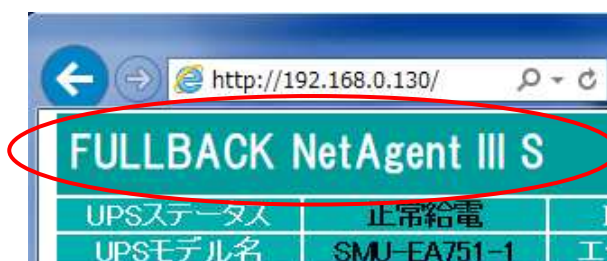 http://192.168.0.130/
FULLBACK NetAgent III S
UPSステータス 正常給電
UPSモデル名 SMU-EA751-1 エ